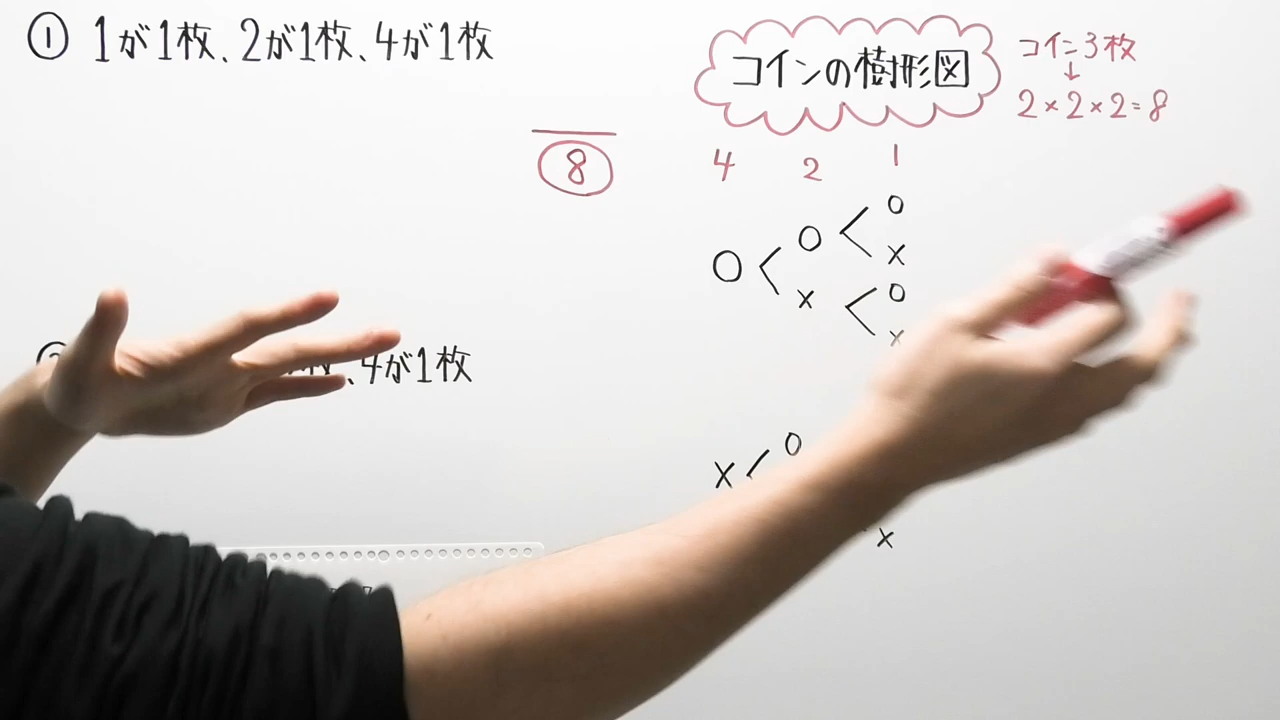 ① 1が1枚、2が1枚、4が1枚
8
、4が1枚
コインの樹形図
コイン3枚
↓
2×2×2=8
4 2 1
○ < ○ < ○
×
× < ○
×
× < ○
×